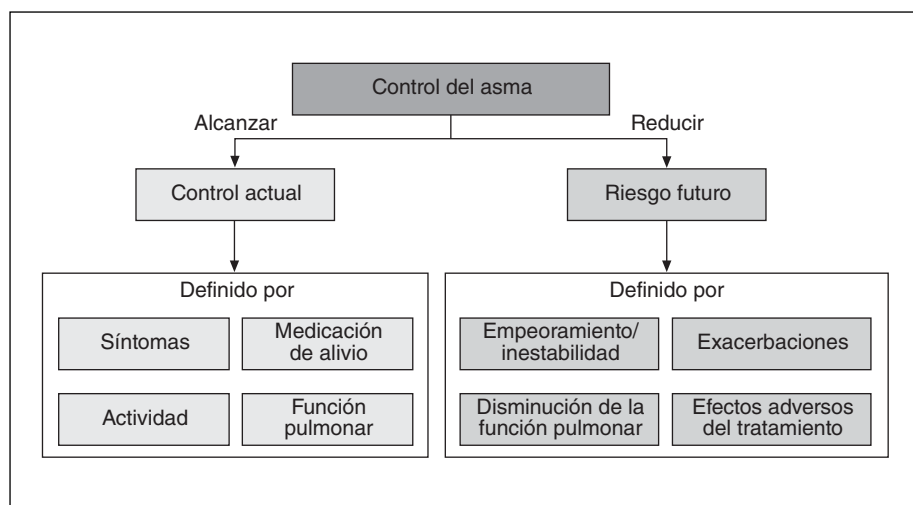 Control del asma
Alcanzar
Reducir
Control actual
Riesgo futuro
Definido por
Síntomas
Medicación
de alivio
Actividad
Función
pulmonar
Definido por
Empeoramiento/
inestabilidad
Exacerbaciones
Disminución de la
función pulmonar
Efectos adversos
del tratamiento